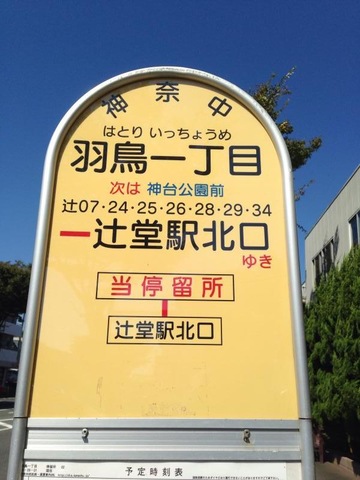 神奈中
はとり いっちょうめ
羽鳥一丁目
次は 神台公園前
辻07・24・25・26・28・29・34
辻堂駅北口
ゆき
当停留所
辻堂駅北口
予定時刻表